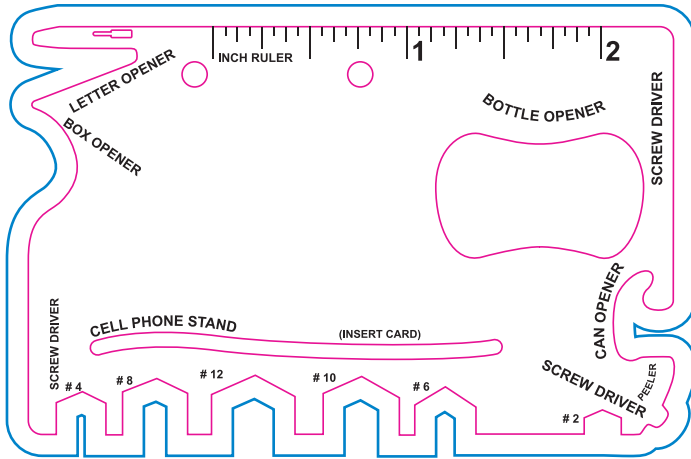 INCH RULER
1
2
LETTER OPENER
BOX OPENER
BOTTLE OPENER
SCREW DRIVER
CAN OPENER
CELL PHONE STAND
(INSERT CARD)
SCREW DRIVER
# 4
# 8
# 12
# 10
# 6
SCREW DRIVER
PEELER
# 2